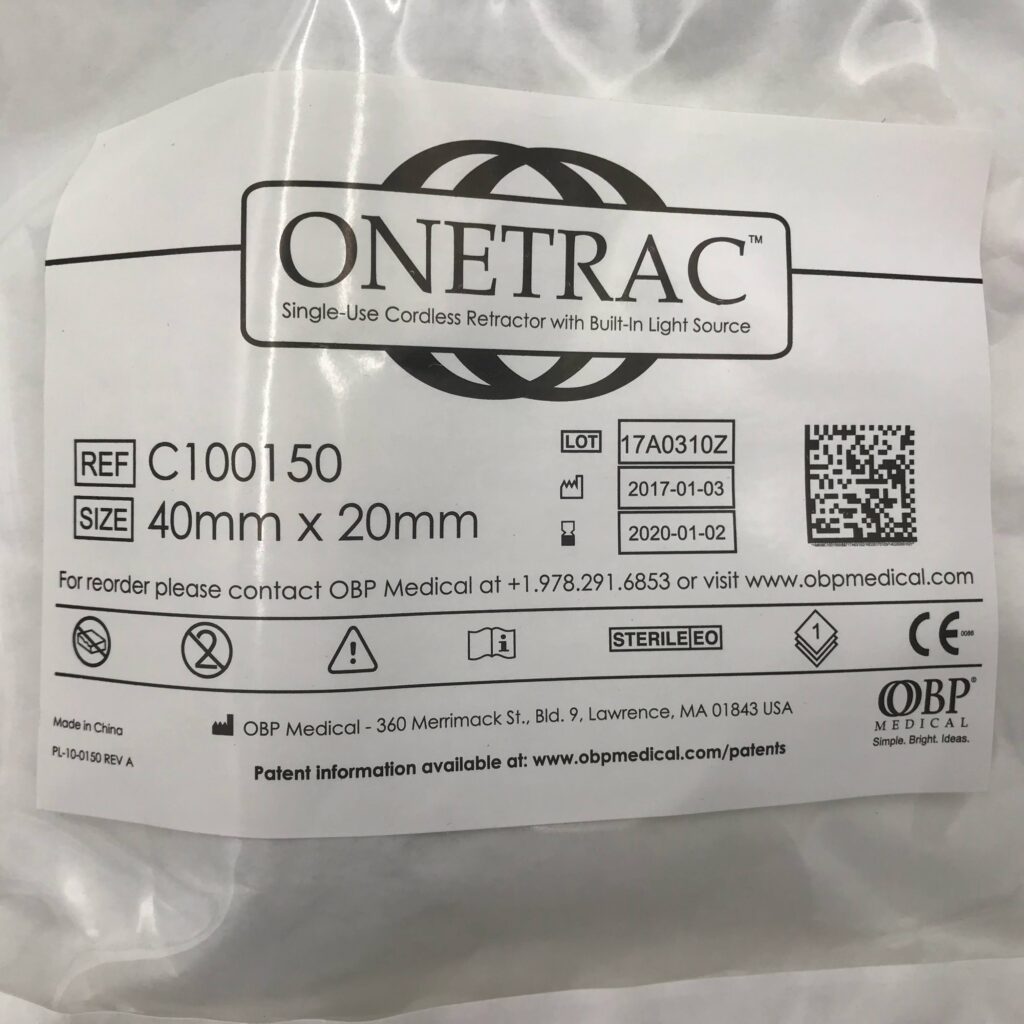 ONETRAC™
Single-Use Cordless Retractor with Built-In Light Source
REF C100150
SIZE 40mm x 20mm
LOT 17A0310Z
2017-01-03
2020-01-02
For reorder please contact OBP Medical at +1.978.291.6853 or visit www.obpmedical.com
2
!
i
STERILE EO
1
CE
OBP®
MEDICAL
Simple. Bright. Ideas.
Made in China
PL-10-0150 REV A
OBP Medical - 360 Merrimack St., Bld. 9, Lawrence, MA 01843 USA
Patent information available at: www.obpmedical.com/patents